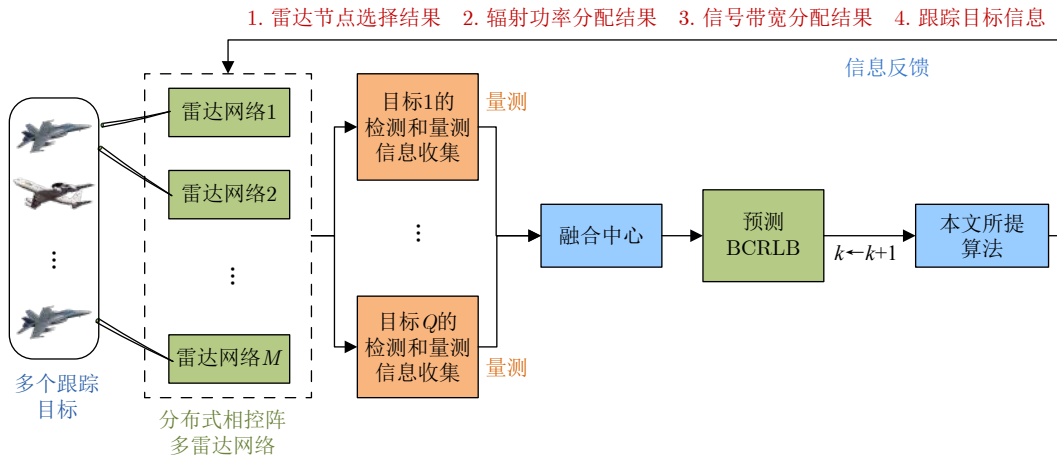 1. 雷达节点选择结果 2. 辐射功率分配结果 3. 信号带宽分配结果 4. 跟踪目标信息
信息反馈
多个跟踪
目标
雷达网络1
雷达网络2
⋮
雷达网络M
分布式相控阵
多雷达网络
目标1的
检测和量测
信息收集
量测
⋮
目标Q的
检测和量测
信息收集
量测
融合中心
预测
BCRLB
k←k+1
本文所提
算法